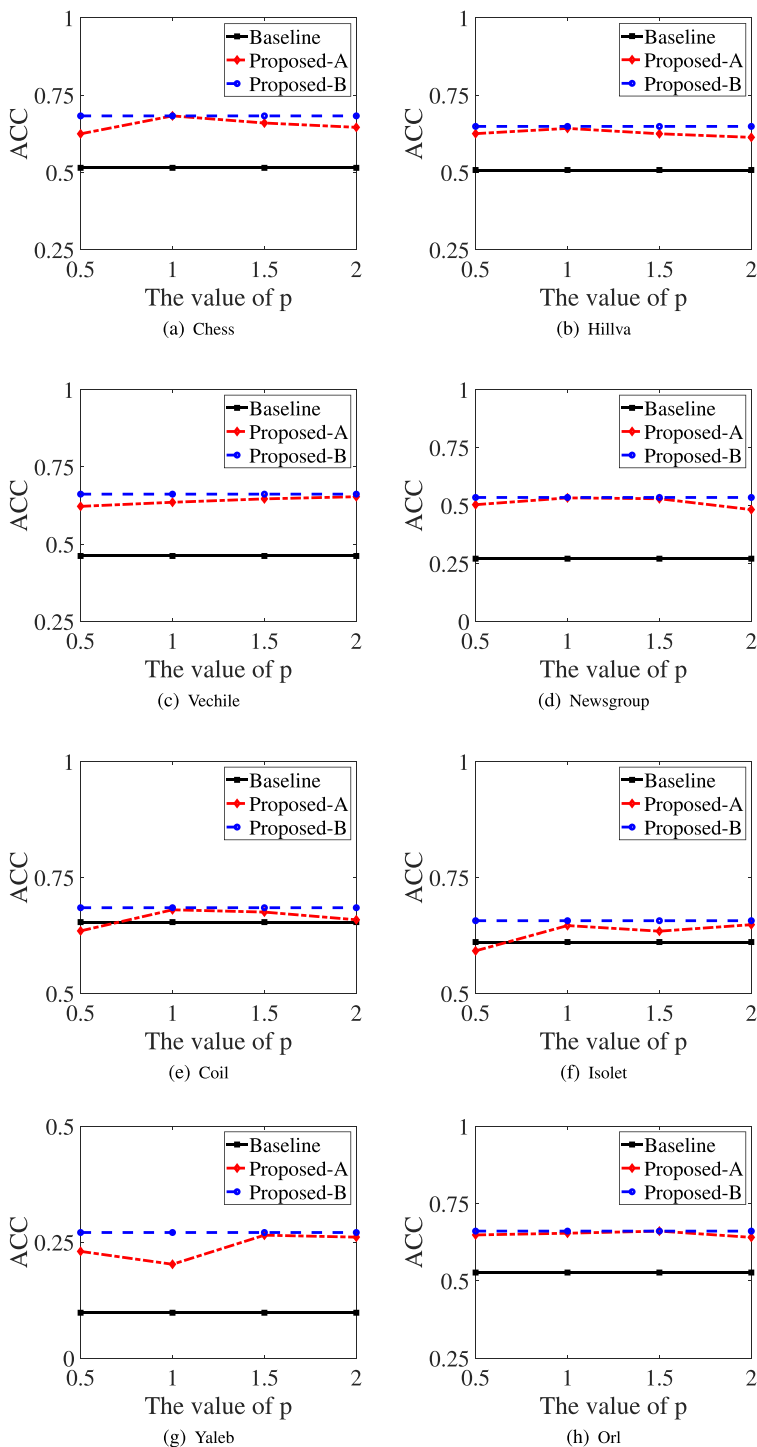 1
0.75
0.5
0.25
ACC
Baseline
Proposed-A
Proposed-B
0.5 1 1.5 2
The value of p
(a) Chess
1
0.75
0.5
0.25
ACC
Baseline
Proposed-A
Proposed-B
0.5 1 1.5 2
The value of p
(b) Hillva
1
0.75
0.5
0.25
ACC
Baseline
Proposed-A
Proposed-B
0.5 1 1.5 2
The value of p
(c) Vechile
1
0.75
0.5
0.25
0
ACC
Baseline
Proposed-A
Proposed-B
0.5 1 1.5 2
The value of p
(d) Newsgroup
1
0.75
0.5
ACC
Baseline
Proposed-A
Proposed-B
0.5 1 1.5 2
The value of p
(e) Coil
1
0.75
0.5
ACC
Baseline
Proposed-A
Proposed-B
0.5 1 1.5 2
The value of p
(f) Isolet
0.5
0.25
0
ACC
Baseline
Proposed-A
Proposed-B
0.5 1 1.5 2
The value of p
(g) Yaleb
1
0.75
0.5
0.25
ACC
Baseline
Proposed-A
Proposed-B
0.5 1 1.5 2
The value of p
(h) Orl